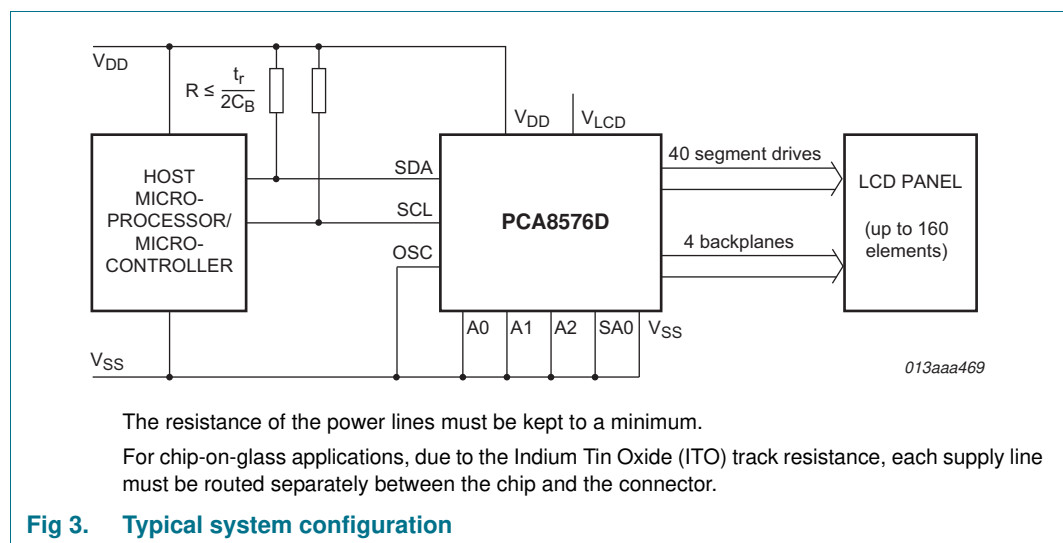 VDD
R ≤ tr
2CB
VDD
VLCD
HOST
MICRO-
PROCESSOR/
MICRO-
CONTROLLER
SDA
SCL
OSC
PCA8576D
40 segment drives
4 backplanes
LCD PANEL
(up to 160
elements)
A0 A1 A2 SA0 VSS
VSS
013aaa469
The resistance of the power lines must be kept to a minimum.
For chip-on-glass applications, due to the Indium Tin Oxide (ITO) track resistance, each supply line
must be routed separately between the chip and the connector.
Fig 3. Typical system configuration